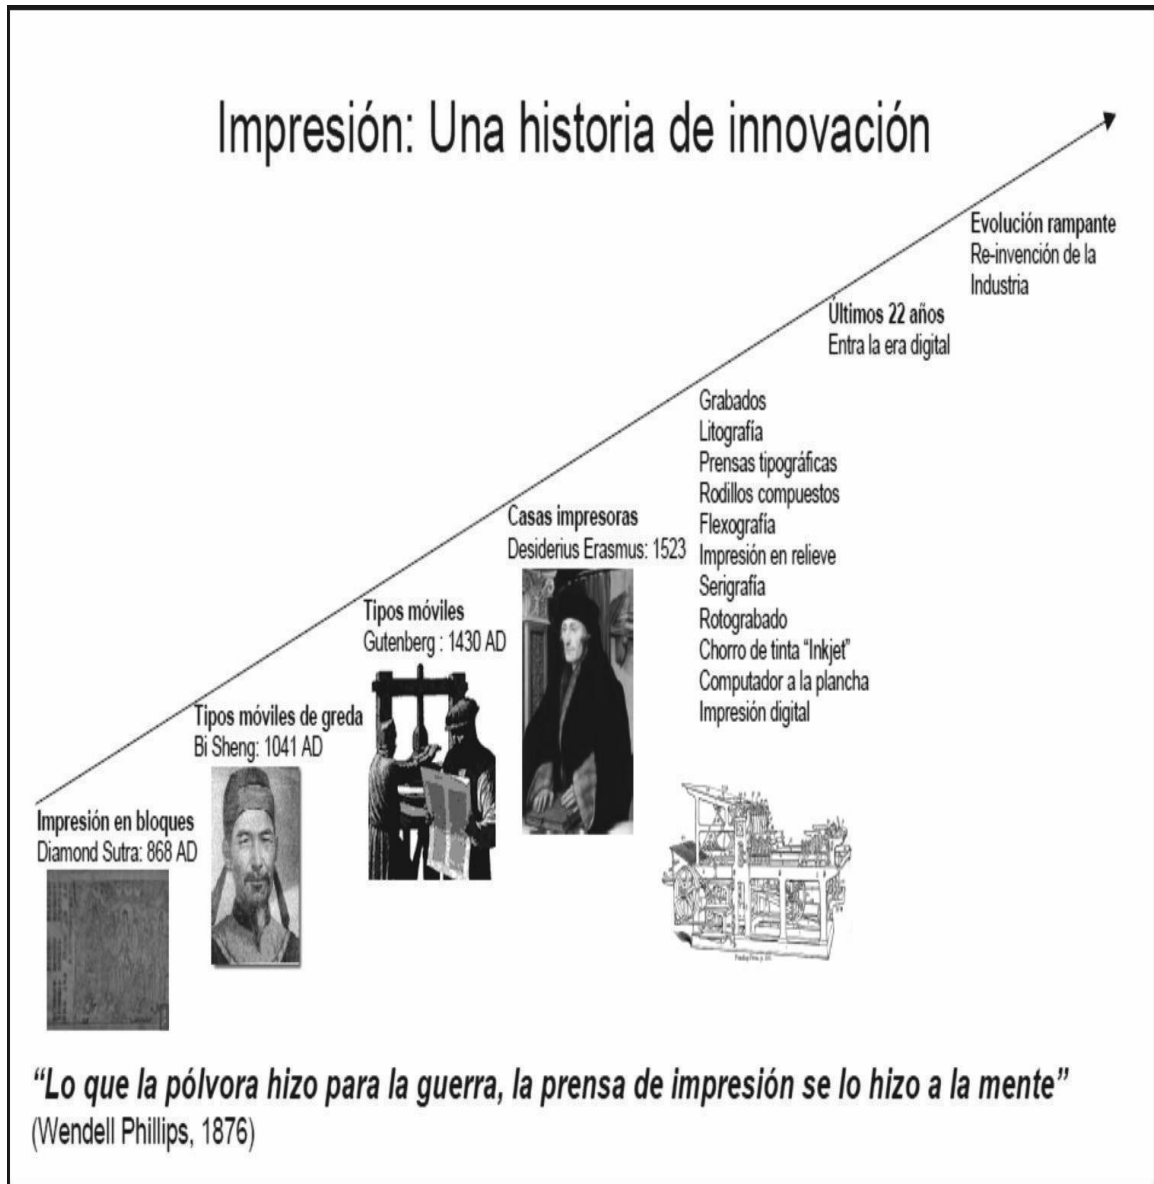 Impresión: Una historia de innovación
Evolución rampante
Re-invención de la
Industria
Últimos 22 años
Entra la era digital
Grabados
Litografía
Prensas tipográficas
Rodillos compuestos
Flexografía
Impresión en relieve
Serigrafía
Rotograbado
Chorro de tinta “Inkjet”
Computador a la plancha
Impresión digital
Casas impresoras
Desiderius Erasmus: 1523
Tipos móviles
Gutenberg : 1430 AD
Tipos móviles de greda
Bi Sheng: 1041 AD
Impresión en bloques
Diamond Sutra: 868 AD
“Lo que la pólvora hizo para la guerra, la prensa de impresión se lo hizo a la mente”
(Wendell Phillips, 1876)